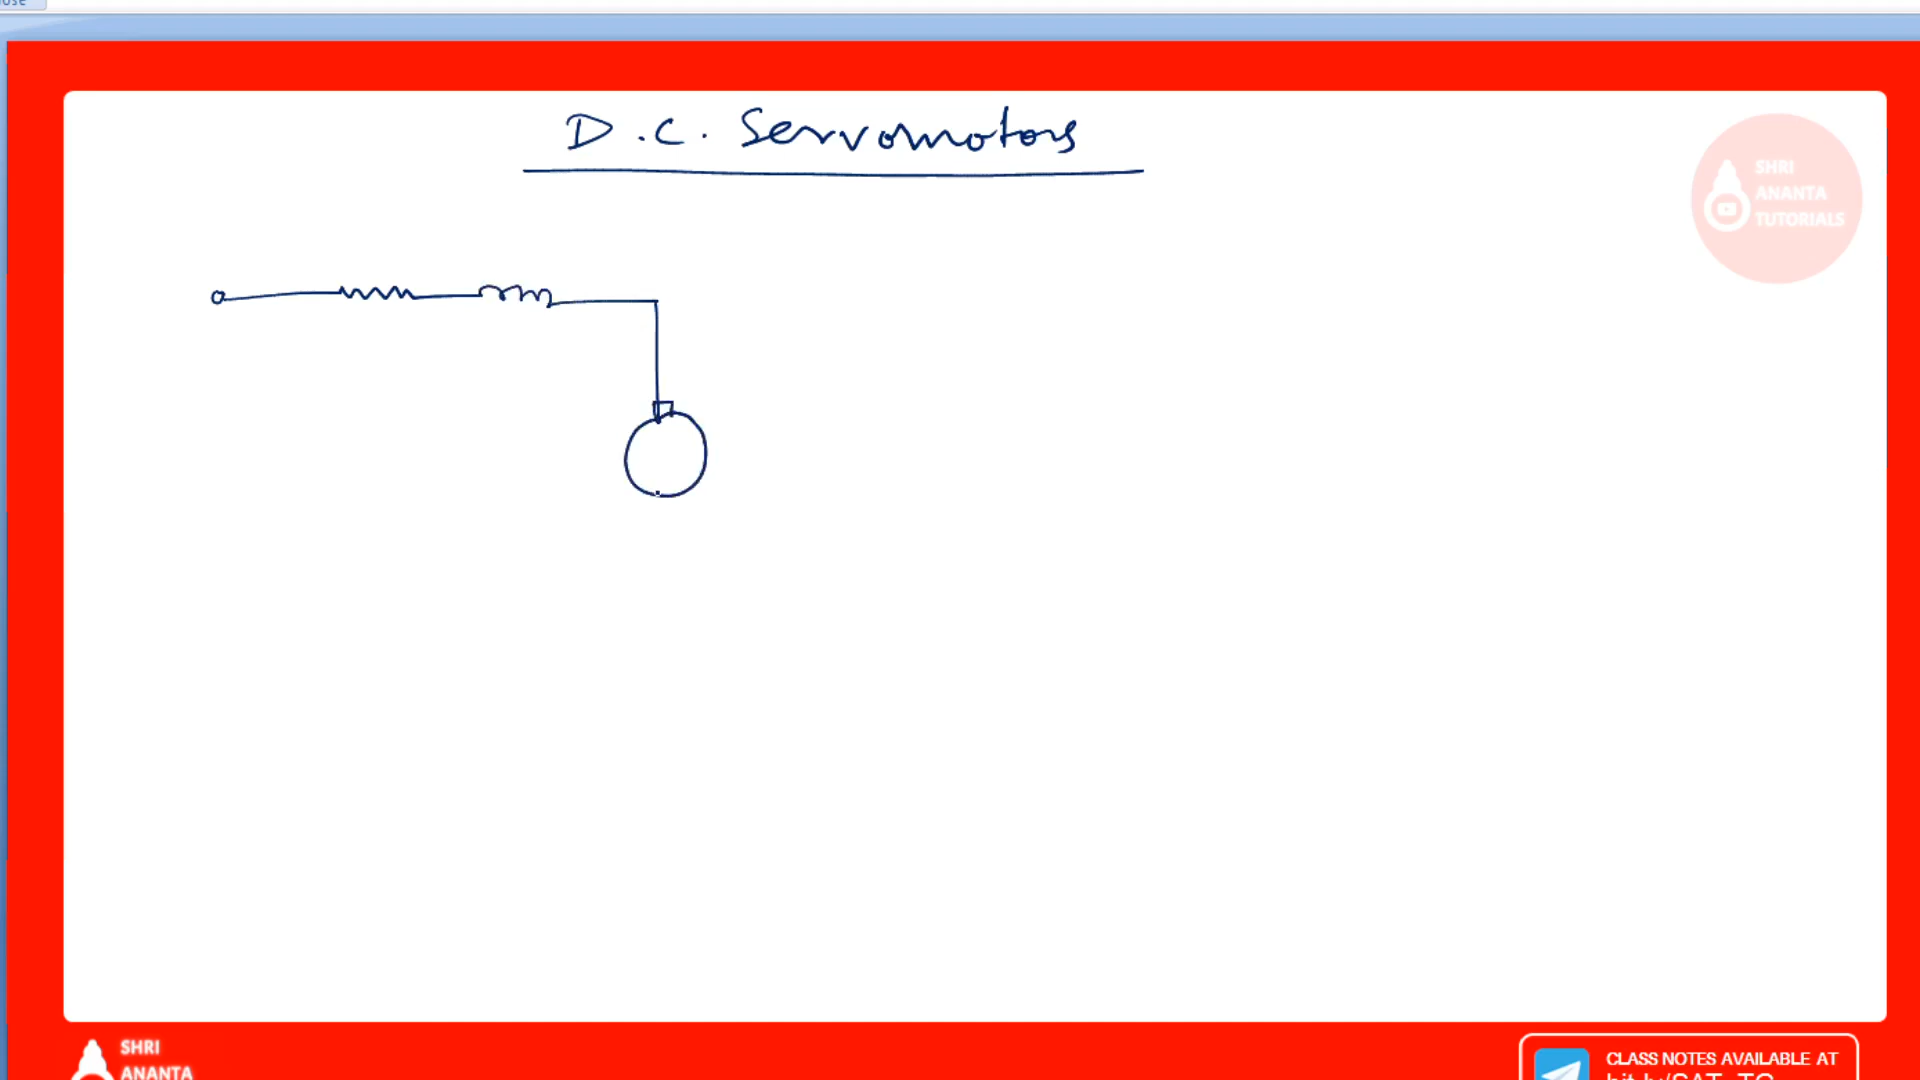 D.C. Servomotors
SHRI
ANANTA
TUTORIALS
SHRI
ANANTA
CLASS NOTES AVAILABLE AT